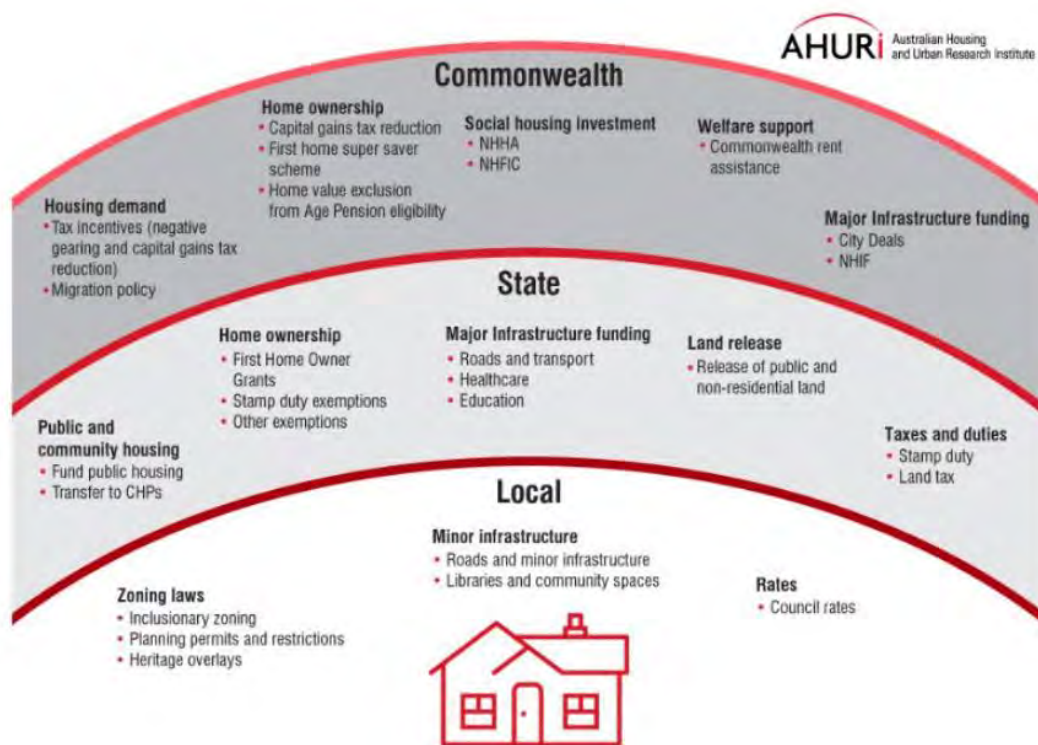 AHURI Australian Housing
and Urban Research Institute
Commonwealth
Housing demand
• Tax incentives (negative
gearing and capital gains tax
reduction)
• Migration policy
Home ownership
• Capital gains tax reduction
• First home super saver
scheme
• Home value exclusion
from Age Pension eligibility
Social housing investment
• NHHA
• NHFIC
Welfare support
• Commonwealth rent
assistance
Major Infrastructure funding
• City Deals
• NHIF
State
Public and
community housing
• Fund public housing
• Transfer to CHPs
Home ownership
• First Home Owner
Grants
• Stamp duty exemptions
• Other exemptions
Major Infrastructure funding
• Roads and transport
• Healthcare
• Education
Land release
• Release of public and
non-residential land
Taxes and duties
• Stamp duty
• Land tax
Local
Zoning laws
• Inclusionary zoning
• Planning permits and restrictions
• Heritage overlays
Minor infrastructure
• Roads and minor infrastructure
• Libraries and community spaces
Rates
• Council rates